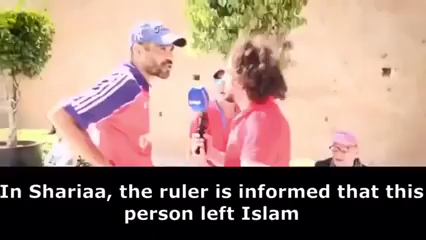 In Shariaa, the ruler is informed that this
person left Islam